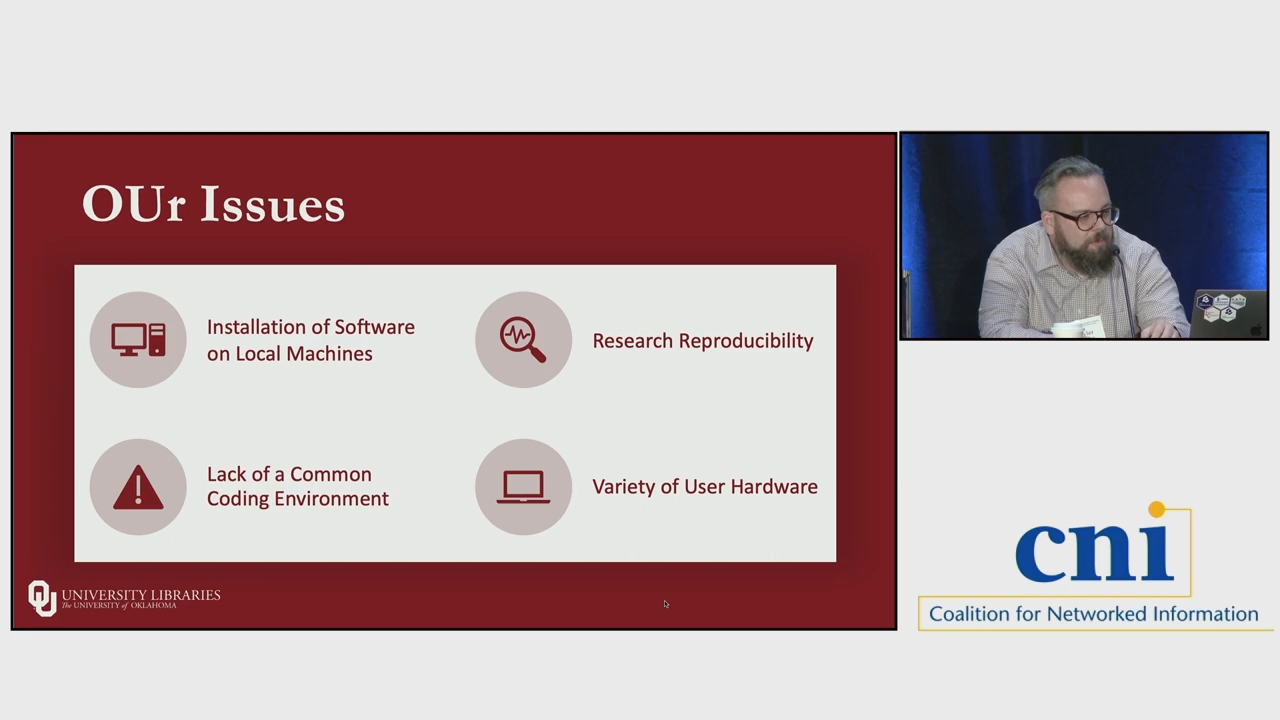 OUr Issues
Installation of Software
on Local Machines
Research Reproducibility
Lack of a Common
Coding Environment
Variety of User Hardware
OU
UNIVERSITY LIBRARIES
The UNIVERSITY of OKLAHOMA
cni
Coalition for Networked Information